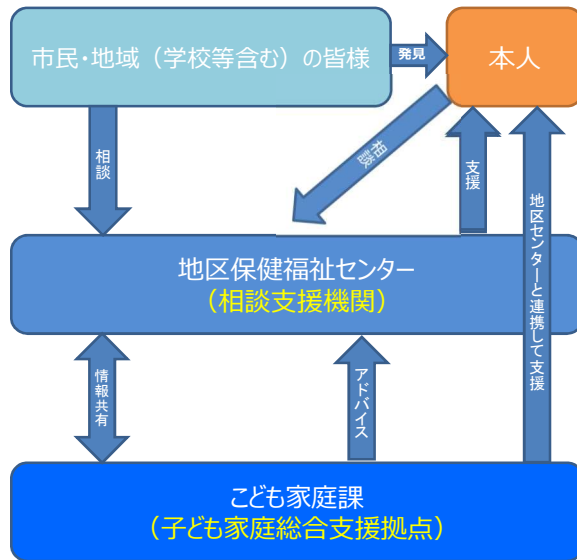 市民・地域（学校等含む）の皆様
発見
本人
相談
相談
支援
地区センターと連携して支援
地区保健福祉センター
（相談支援機関）
情報共有
アドバイス
こども家庭課
（子ども家庭総合支援拠点）